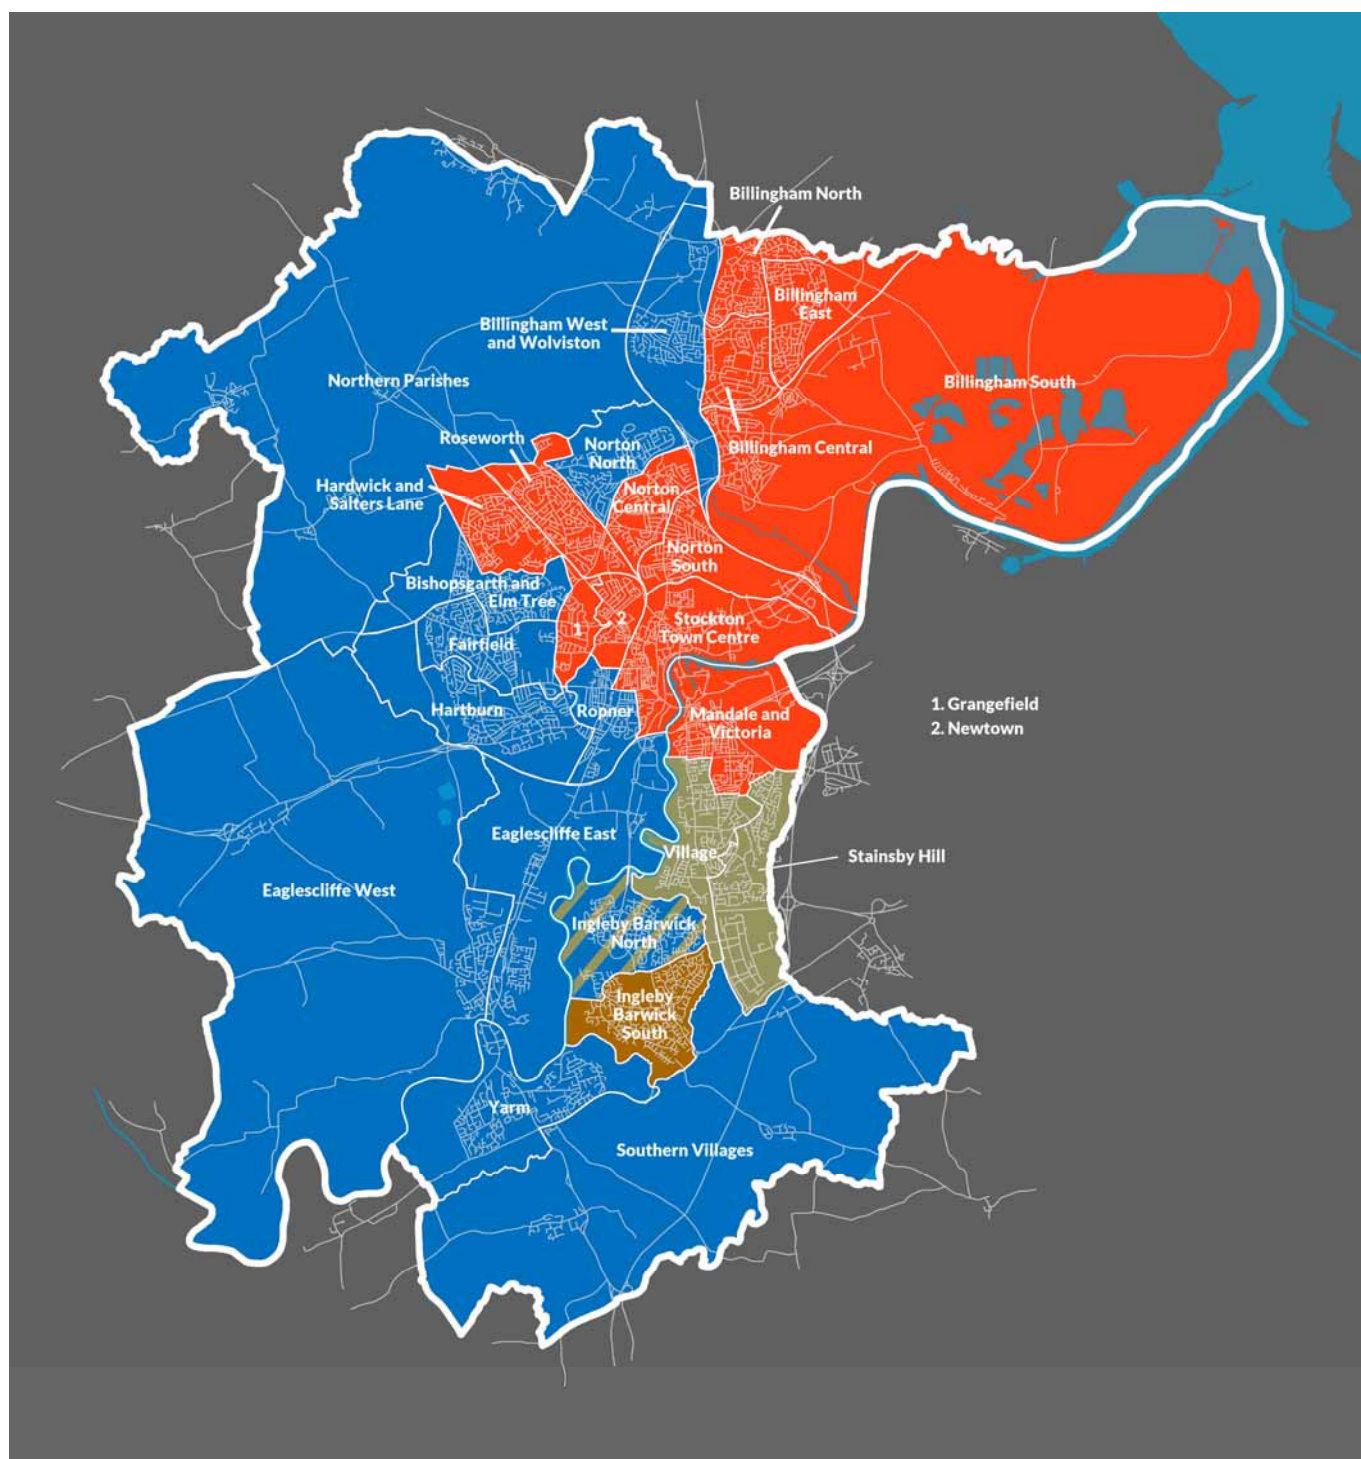 Billingham North
Billingham
East
Billingham West
and Wolviston
Northern Parishes
Billingham South
Roseworth
Norton
North
Billingham Central
Hardwick and
Salters Lane
Norton
Central
Norton
South
Bishopsgarth and
Elm Tree
1
2
Stockton
Town Centre
Fairfield
Hartburn
Ropner
Mandale and
Victoria
1. Grangefield
2. Newtown
Eaglescliffe East
Village
Stainsby Hill
Eaglescliffe West
Ingleby Barwick
North
Ingleby
Barwick
South
Yarm
Southern Villages